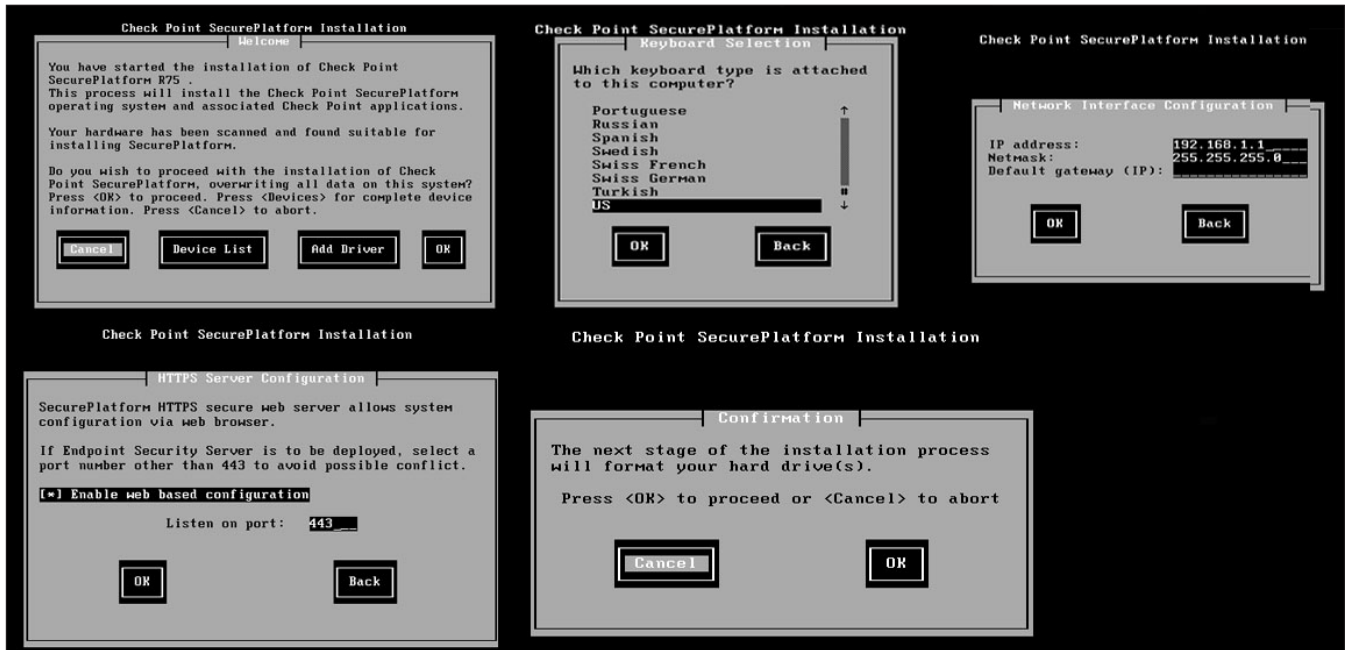 Check Point SecurePlatform Installation
Welcome
You have started the installation of Check Point
SecurePlatform R75 .
This process will install the Check Point SecurePlatform
operating system and associated Check Point applications.
Your hardware has been scanned and found suitable for
installing SecurePlatform.
Do you wish to proceed with the installation of Check
Point SecurePlatform, overwriting all data on this system?
Press <OK> to proceed. Press <Devices> for complete device
information. Press <Cancel> to abort.
Cancel Device List Add Driver OK
Check Point SecurePlatform Installation
Keyboard Selection
Which keyboard type is attached
to this computer?
Portuguese
Russian
Spanish
Swedish
Swiss French
Swiss German
Turkish
US
OK Back
Check Point SecurePlatform Installation
Network Interface Configuration
IP address: 192.168.1.1
Netmask: 255.255.255.0
Default gateway (IP):
OK Back
Check Point SecurePlatform Installation
HTTPS Server Configuration
SecurePlatform HTTPS secure web server allows system
configuration via web browser.
If Endpoint Security Server is to be deployed, select a
port number other than 443 to avoid possible conflict.
[*] Enable web based configuration
Listen on port: 443
OK Back
Check Point SecurePlatform Installation
Confirmation
The next stage of the installation process
will format your hard drive(s).
Press <OK> to proceed or <Cancel> to abort
Cancel OK